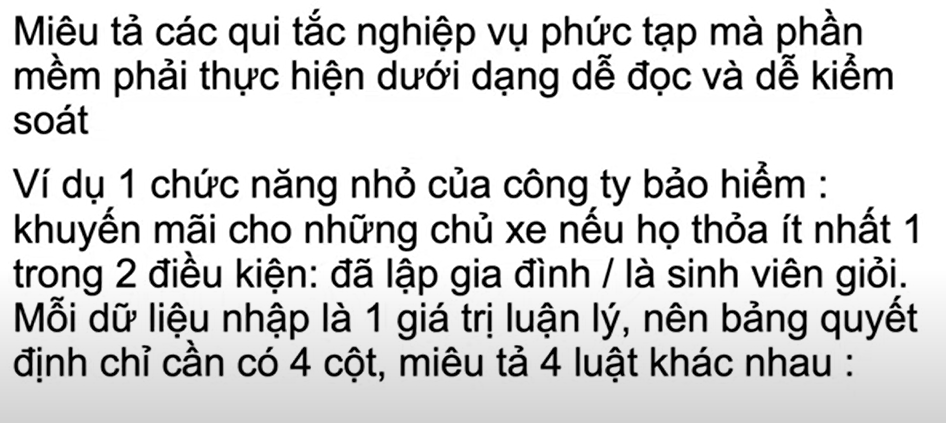 Miêu tả các qui tắc nghiệp vụ phức tạp mà phần
mềm phải thực hiện dưới dạng dễ đọc và dễ kiểm
soát
Ví dụ 1 chức năng nhỏ của công ty bảo hiểm :
khuyến mãi cho những chủ xe nếu họ thỏa ít nhất 1
trong 2 điều kiện: đã lập gia đình / là sinh viên giỏi.
Mỗi dữ liệu nhập là 1 giá trị luận lý, nên bảng quyết
định chỉ cần có 4 cột, miêu tả 4 luật khác nhau :